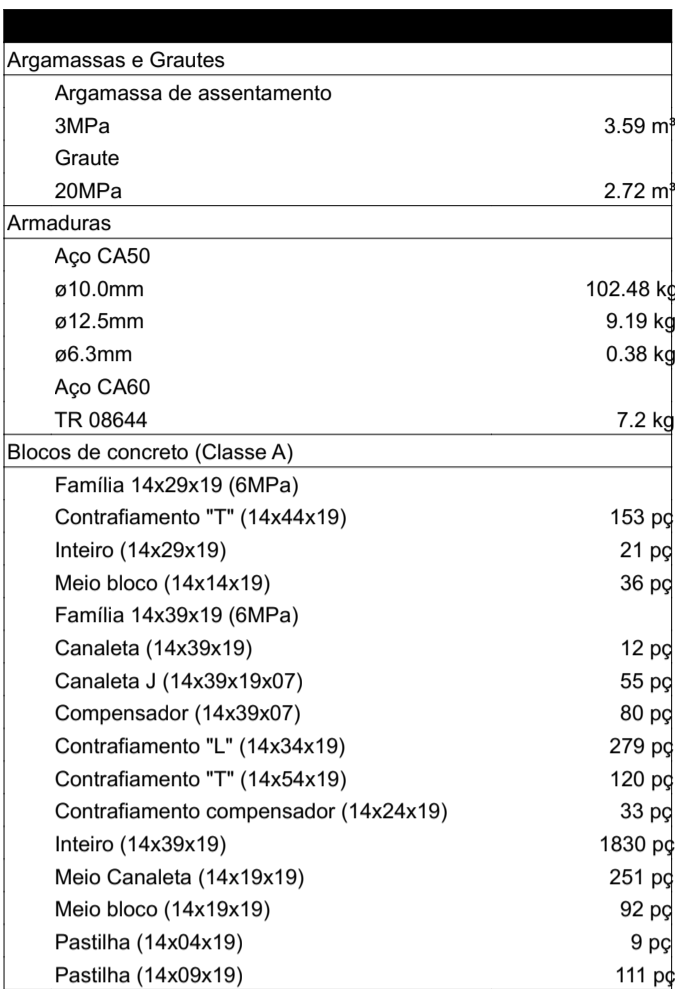 Argamassas e Grautes
Argamassa de assentamento
3MPa 3.59 m³
Graute
20MPa 2.72 m³
Armaduras
Aço CA50
ø10.0mm 102.48 kg
ø12.5mm 9.19 kg
ø6.3mm 0.38 kg
Aço CA60
TR 08644 7.2 kg
Blocos de concreto (Classe A)
Família 14x29x19 (6MPa)
Contrafiamento "T" (14x44x19) 153 pç
Inteiro (14x29x19) 21 pç
Meio bloco (14x14x19) 36 pç
Família 14x39x19 (6MPa)
Canaleta (14x39x19) 12 pç
Canaleta J (14x39x19x07) 55 pç
Compensador (14x39x07) 80 pç
Contrafiamento "L" (14x34x19) 279 pç
Contrafiamento "T" (14x54x19) 120 pç
Contrafiamento compensador (14x24x19) 33 pç
Inteiro (14x39x19) 1830 pç
Meio Canaleta (14x19x19) 251 pç
Meio bloco (14x19x19) 92 pç
Pastilha (14x04x19) 9 pç
Pastilha (14x09x19) 111 pç